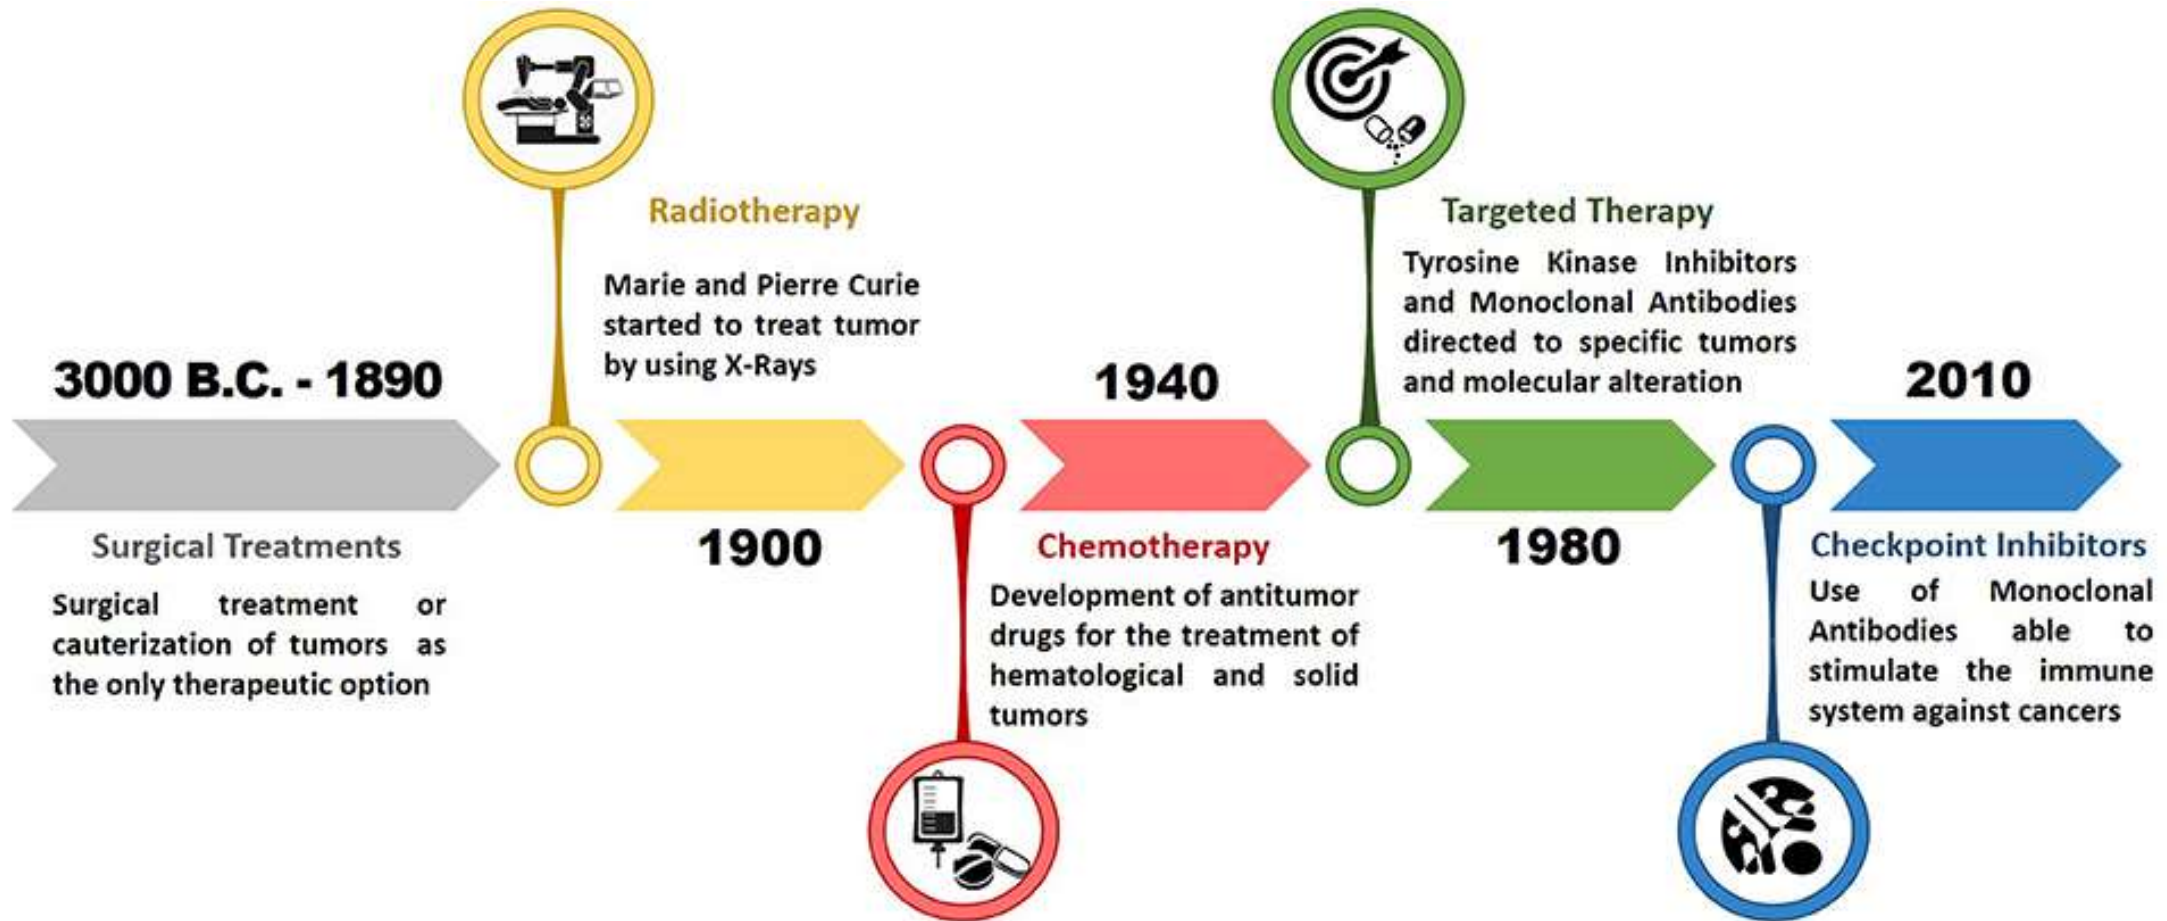 3000 B.C. - 1890
Surgical Treatments
Surgical treatment or
cauterization of tumors as
the only therapeutic option
Radiotherapy
Marie and Pierre Curie
started to treat tumor
by using X-Rays
1900
1940
Chemotherapy
Development of antitumor
drugs for the treatment of
hematological and solid
tumors
Targeted Therapy
Tyrosine Kinase Inhibitors
and Monoclonal Antibodies
directed to specific tumors
and molecular alteration
1980
2010
Checkpoint Inhibitors
Use of Monoclonal
Antibodies able to
stimulate the immune
system against cancers